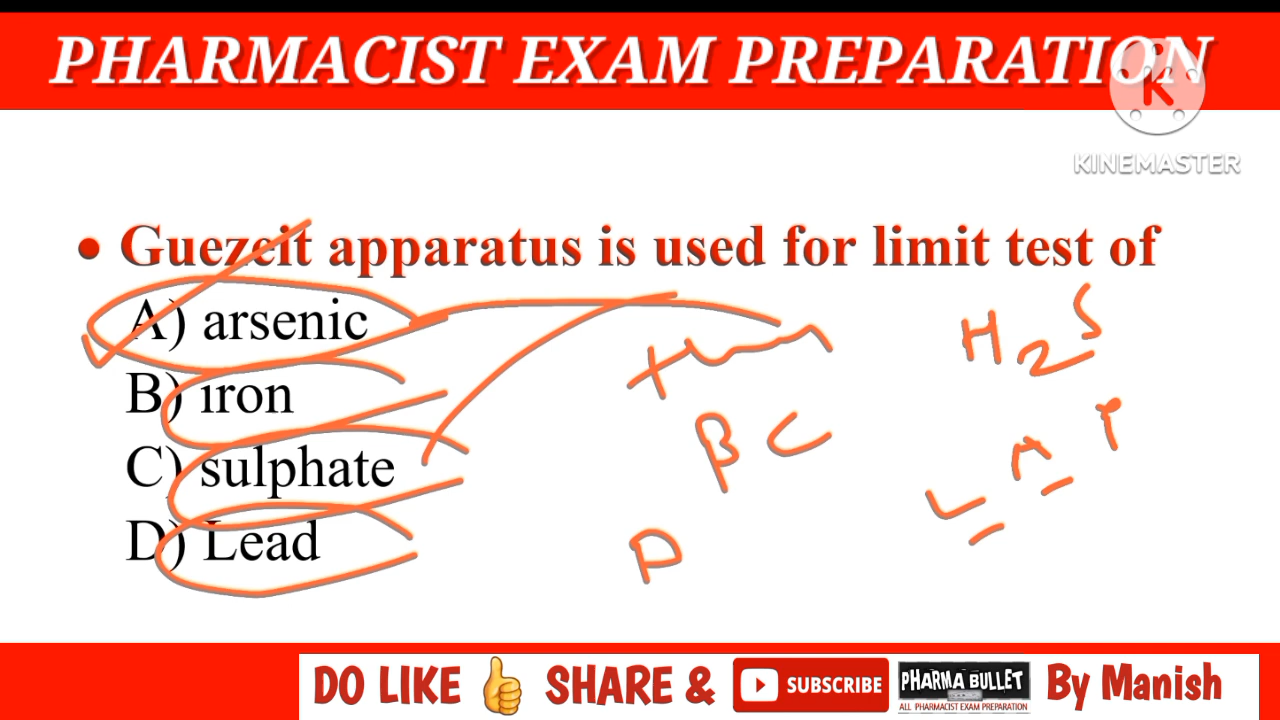 PHARMACIST EXAM PREPARATION
K
KINEMASTER
• Guezeit apparatus is used for limit test of
A) arsenic
B) iron
C) sulphate
D) Lead
H2S
BC
DO LIKE SHARE & SUBSCRIBE PHARMA BULLET By Manish
ALL PHARMACIST EXAM PREPARATION